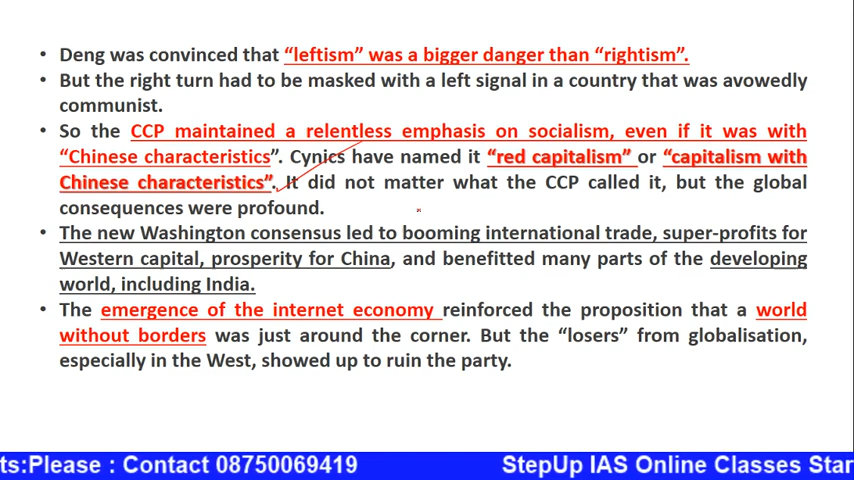 • Deng was convinced that “leftism” was a bigger danger than “rightism”.
• But the right turn had to be masked with a left signal in a country that was avowedly
communist.
• So the CCP maintained a relentless emphasis on socialism, even if it was with
“Chinese characteristics”. Cynics have named it “red capitalism” or “capitalism with
Chinese characteristics”. It did not matter what the CCP called it, but the global
consequences were profound.
• The new Washington consensus led to booming international trade, super-profits for
Western capital, prosperity for China, and benefitted many parts of the developing
world, including India.
• The emergence of the internet economy reinforced the proposition that a world
without borders was just around the corner. But the “losers” from globalisation,
especially in the West, showed up to ruin the party.
ts:Please : Contact 08750069419 StepUp IAS Online Classes Star